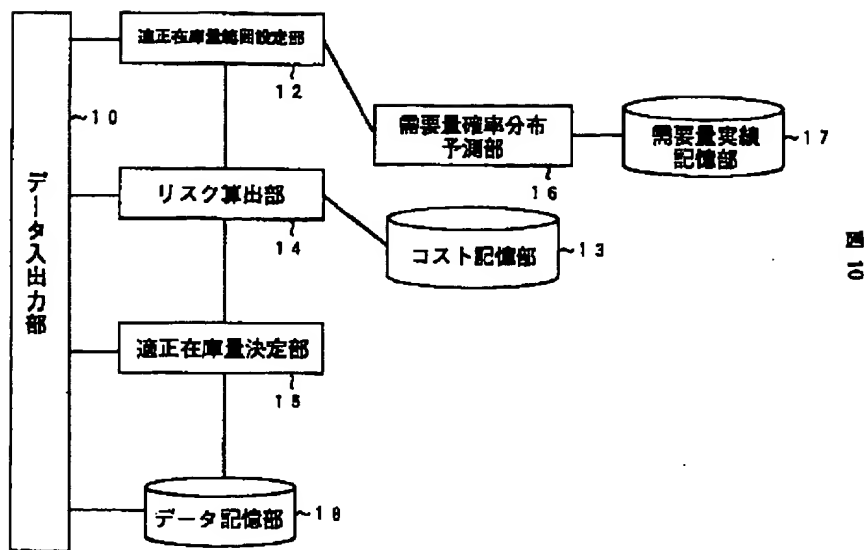 適正在庫量範囲設定部
12
10
需要量確率分布
予測部
16
需要量実績
記憶部
17
リスク算出部
14
コスト記憶部
13
図10
データ入出力部
適正在庫量決定部
15
データ記憶部
18